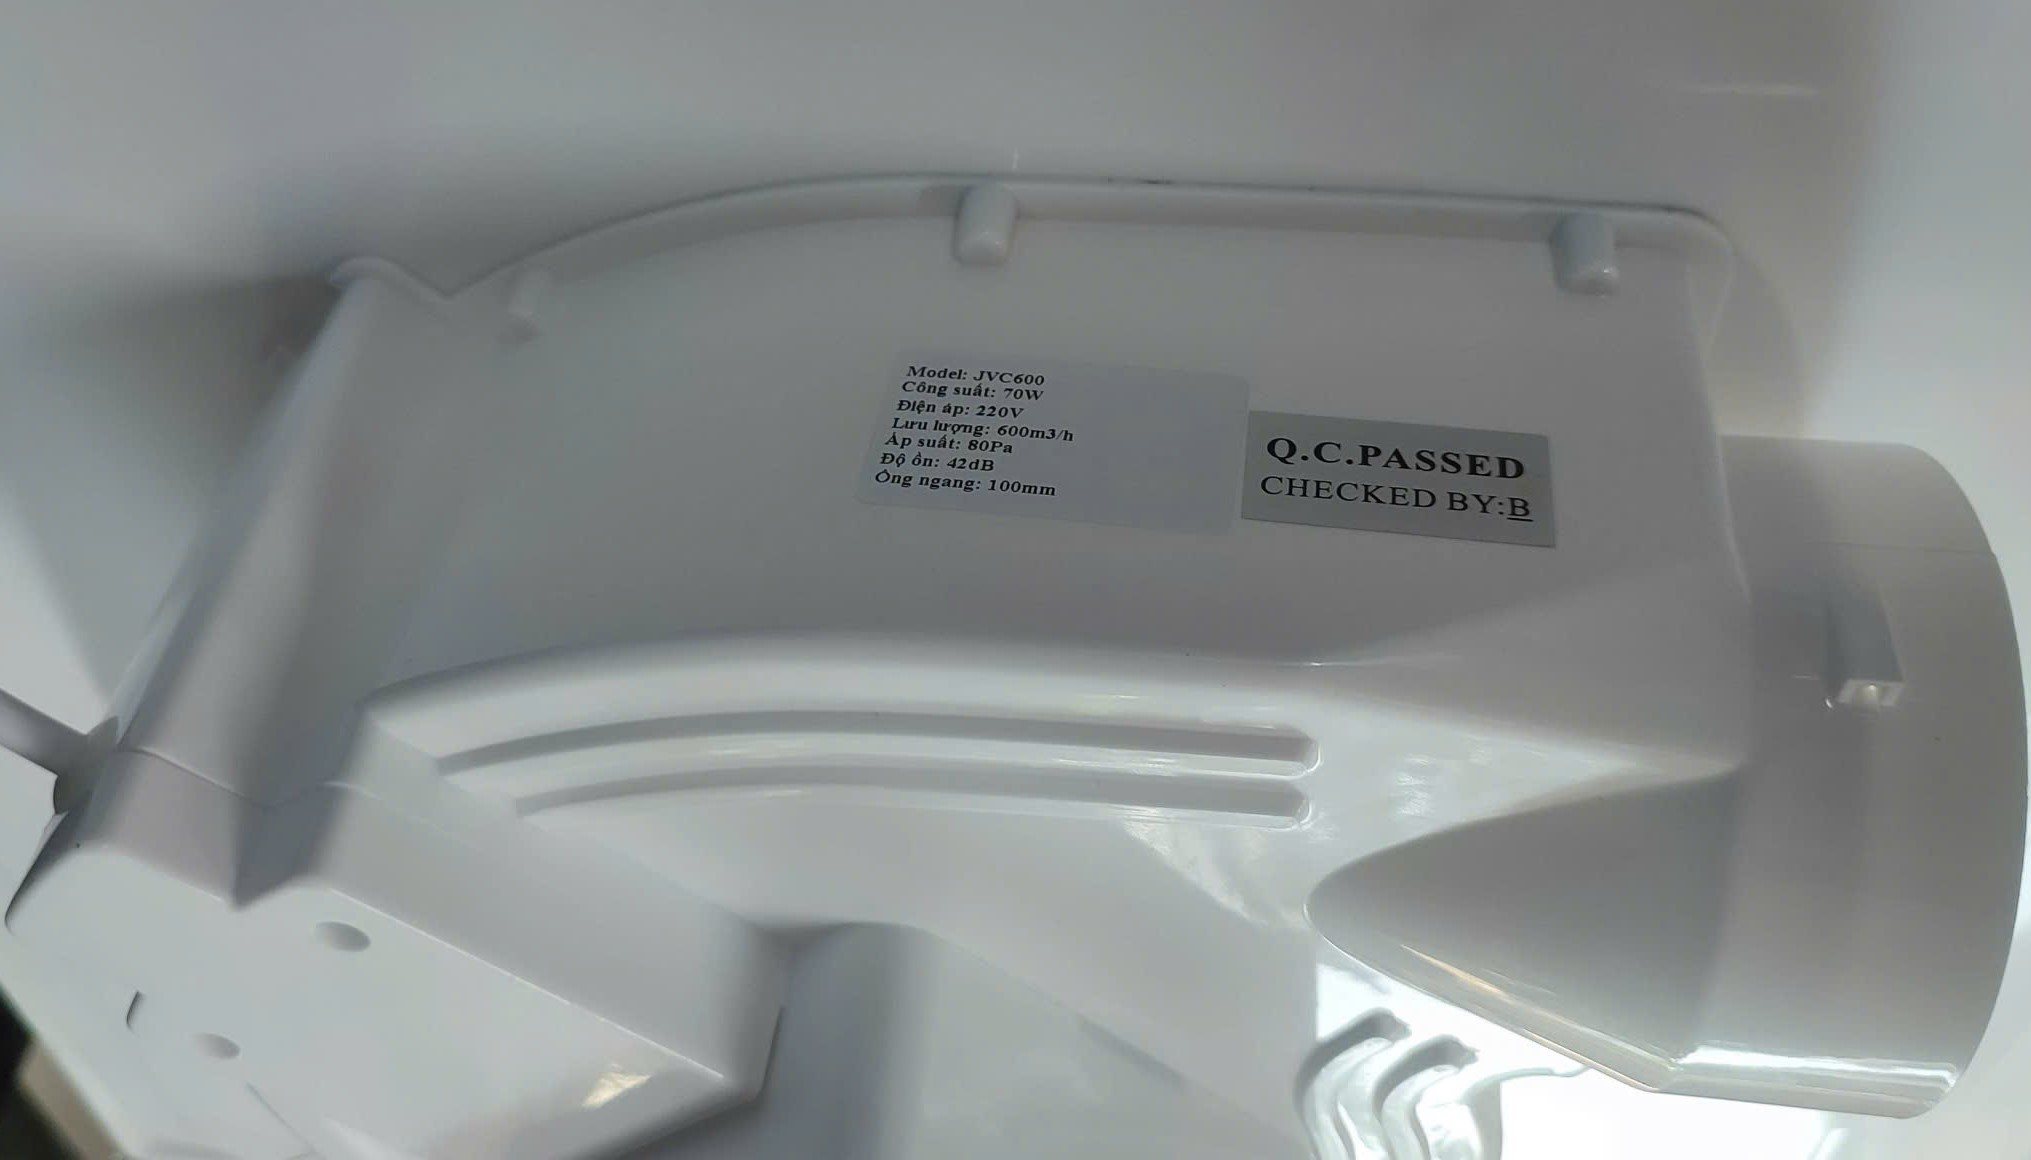 Model: JVC600
Công suất: 70W
Điện áp: 220V
Lưu lượng: 600m3/h
Áp suất: 80Pa
Độ ồn: 42dB
Ông ngang: 100mm
Q.C.PASSED
CHECKED BY:B